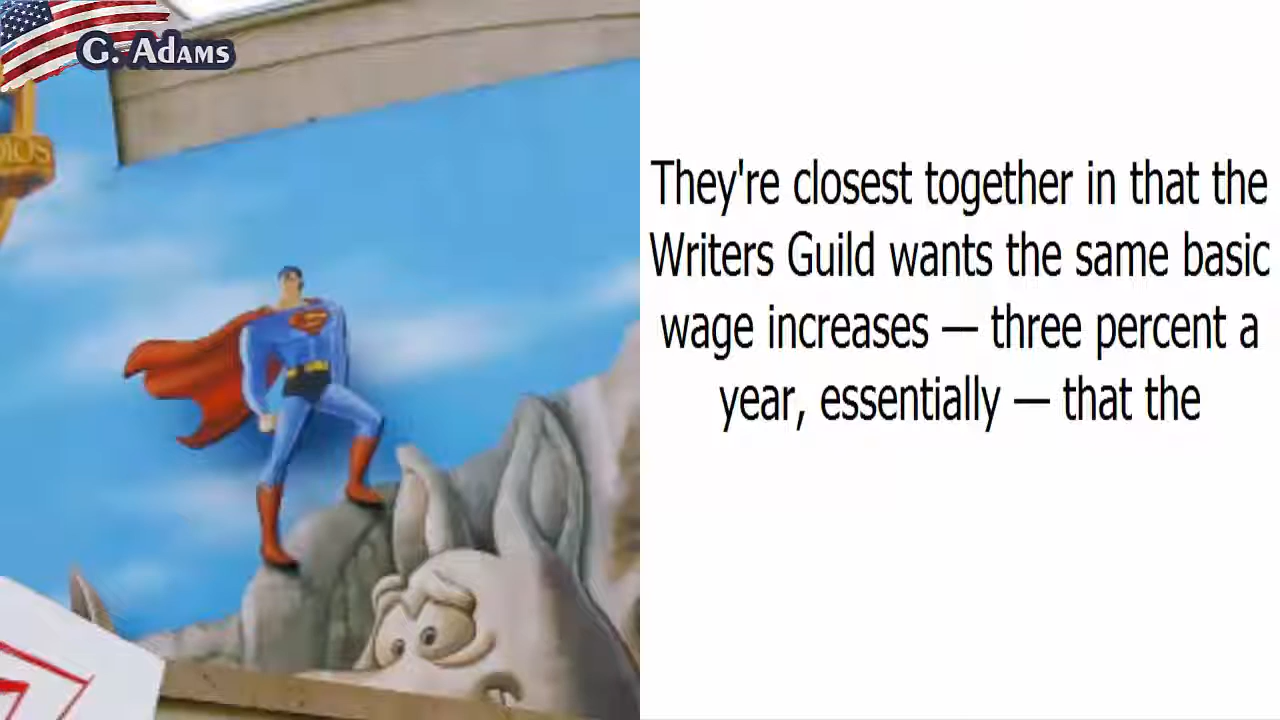 G. Adams
They're closest together in that the
Writers Guild wants the same basic
wage increases — three percent a
year, essentially — that the